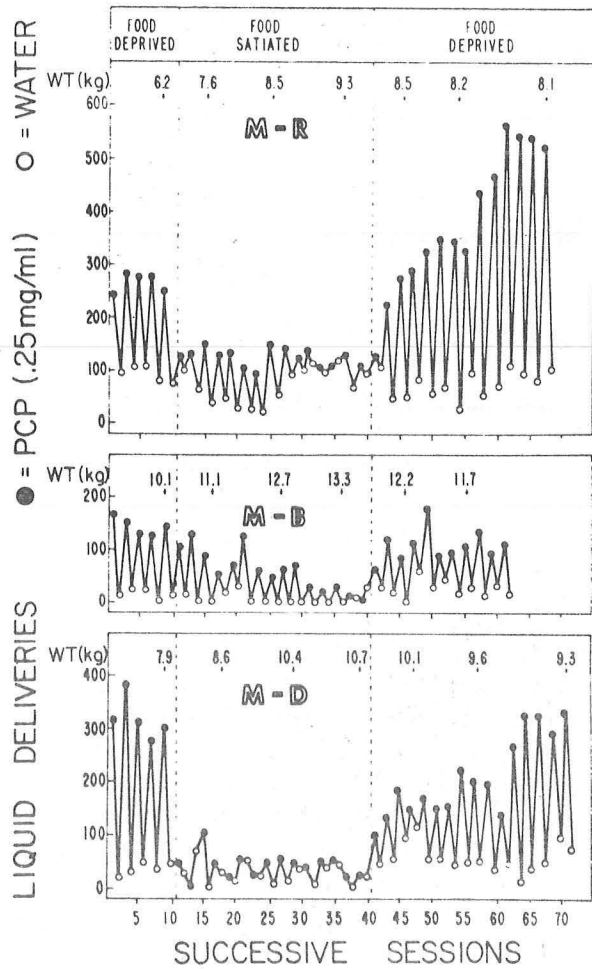 FOOD DEPRIVED FOOD SATIATED FOOD DEPRIVED
WT(kg) 6.2 7.6 8.5 9.3 8.5 8.2 8.1
M-R
600
500
400
300
200
100
0
WT(kg) 10.1 11.1 12.7 13.3 12.2 11.7
M-B
200
100
0
WT(kg) 7.9 8.6 10.4 10.7 10.1 9.6 9.3
M-D
400
300
200
100
0
5 10 15 20 25 30 35 40 45 50 55 60 65 70
SUCCESSIVE SESSIONS
LIQUID DELIVERIES ● = PCP (.25mg/ml) O = WATER